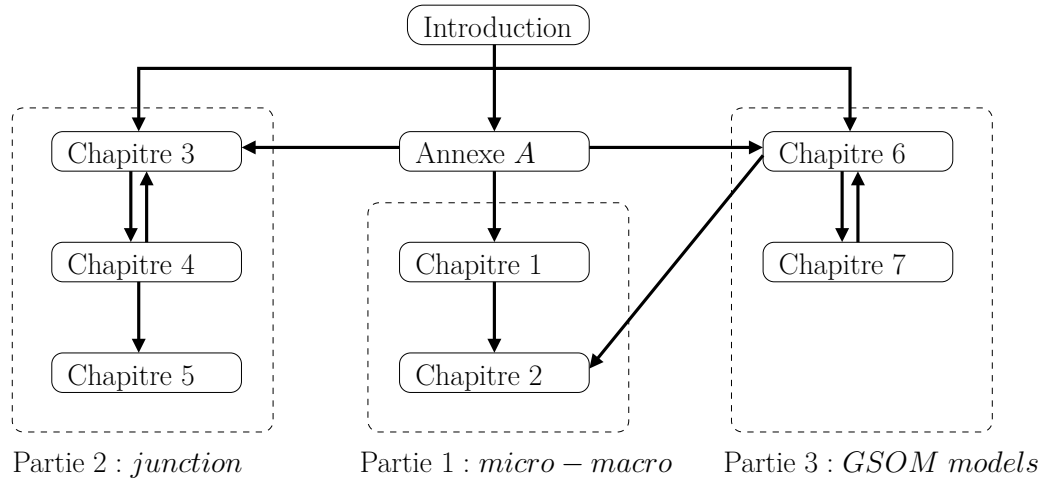 Introduction
Chapitre 3
Annexe A
Chapitre 6
Chapitre 4
Chapitre 1
Chapitre 7
Chapitre 5
Chapitre 2
Partie 2 : junction
Partie 1 : micro − macro
Partie 3 : GSOM models